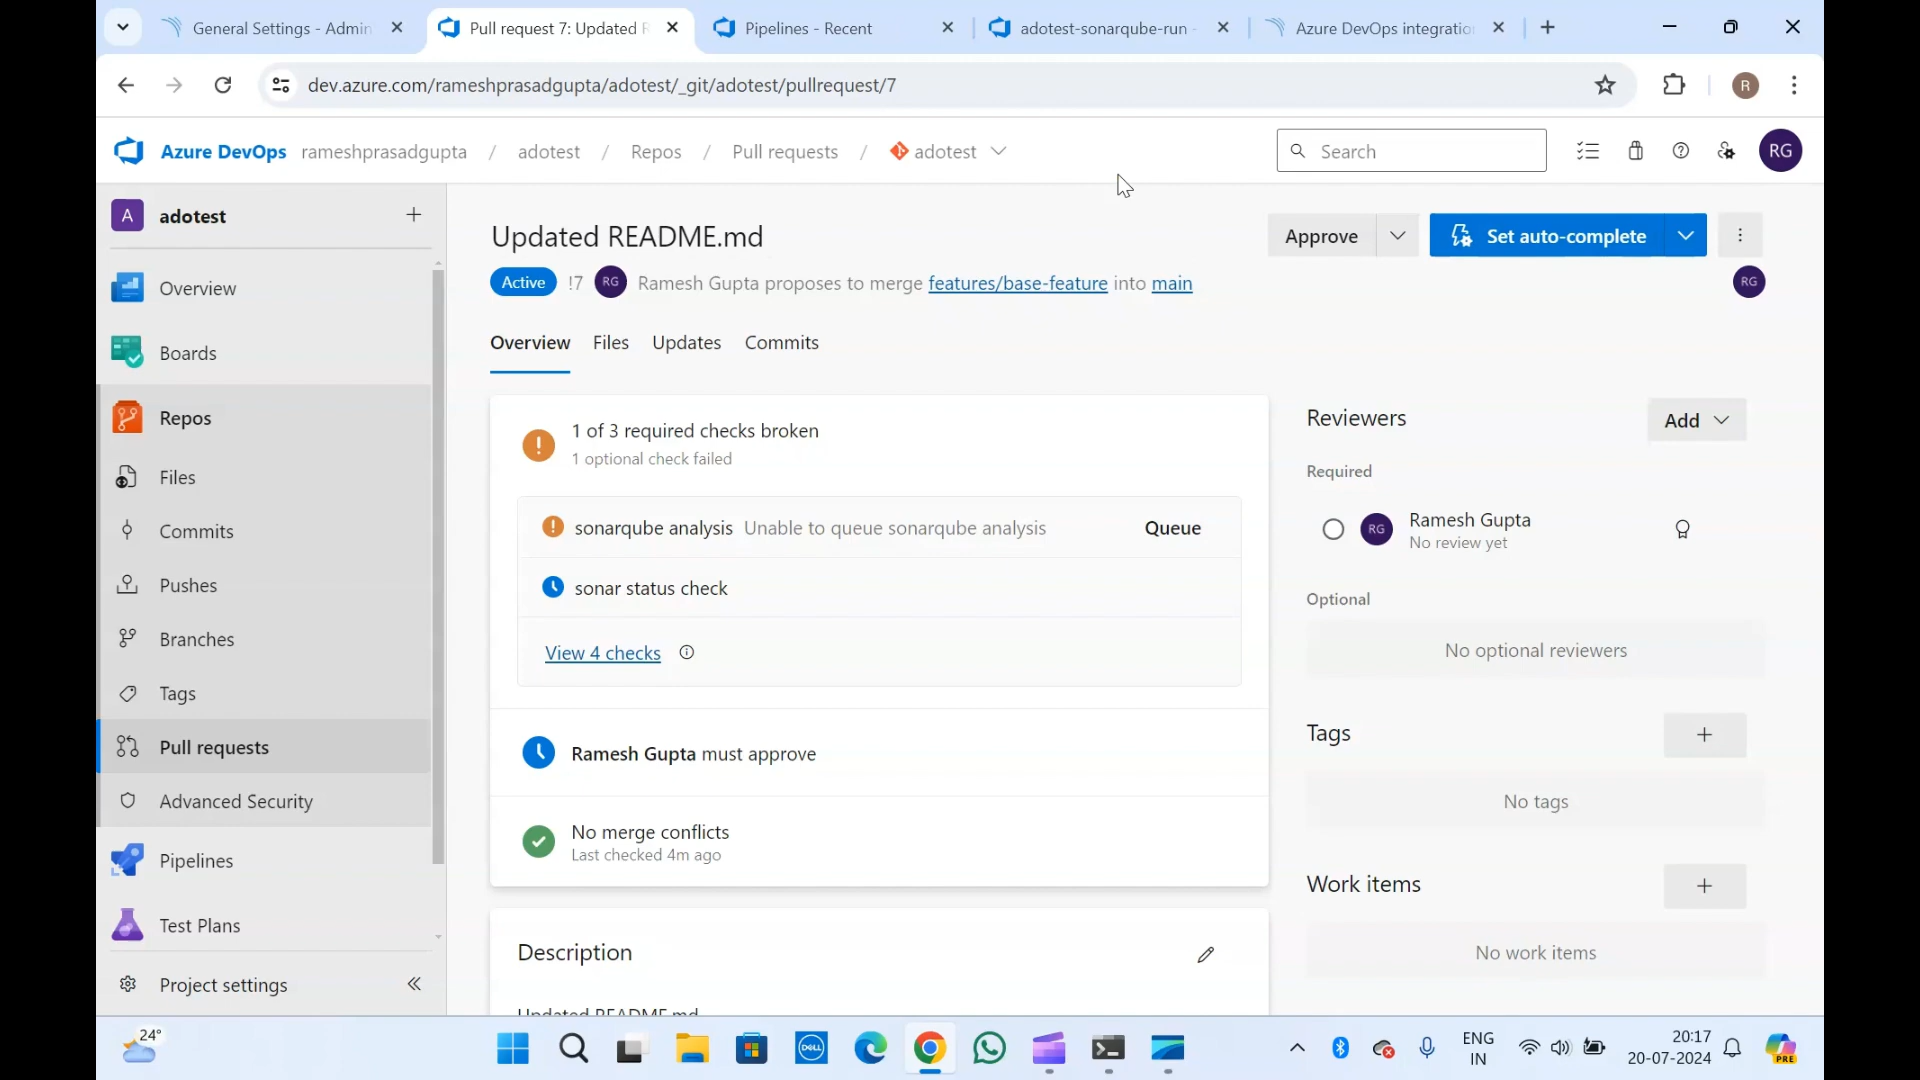 General Settings - Admin
Pull request 7: Updated R
Pipelines - Recent
adotest-sonarqube-run -
Azure DevOps integration
dev.azure.com/rameshprasadgupta/adotest/_git/adotest/pullrequest/7
R
Azure DevOps rameshprasadgupta / adotest / Repos / Pull requests / adotest
Search
RG
A adotest
Overview
Boards
Repos
Files
Commits
Pushes
Branches
Tags
Pull requests
Advanced Security
Pipelines
Test Plans
Project settings
Updated README.md
Approve
Set auto-complete
Active !7 RG Ramesh Gupta proposes to merge features/base-feature into main
RG
Overview Files Updates Commits
1 of 3 required checks broken
1 optional check failed
sonarqube analysis Unable to queue sonarqube analysis Queue
sonar status check
View 4 checks
Ramesh Gupta must approve
No merge conflicts
Last checked 4m ago
Description
Updated README.md
Reviewers
Add
Required
RG Ramesh Gupta
No review yet
Optional
No optional reviewers
Tags
No tags
Work items
No work items
24°
DELL
ENG
IN
20:17
20-07-2024
PRE